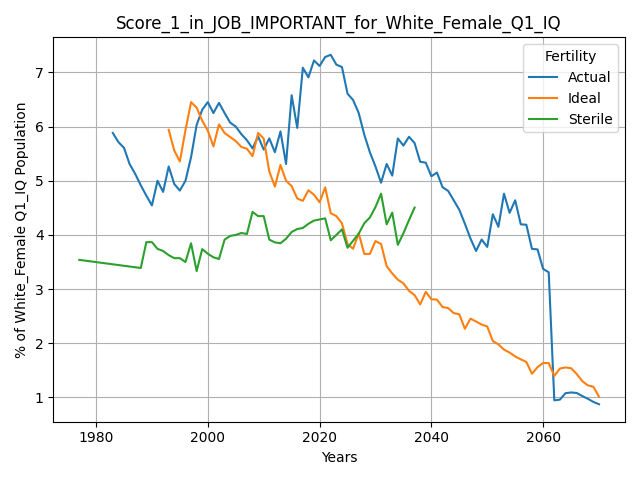 Score_1_in_JOB_IMPORTANT_for_White_Female_Q1_IQ
Fertility
Actual
Ideal
Sterile
% of White_Female Q1_IQ Population
7
6
5
4
3
2
1
1980
2000
2020
2040
2060
Years